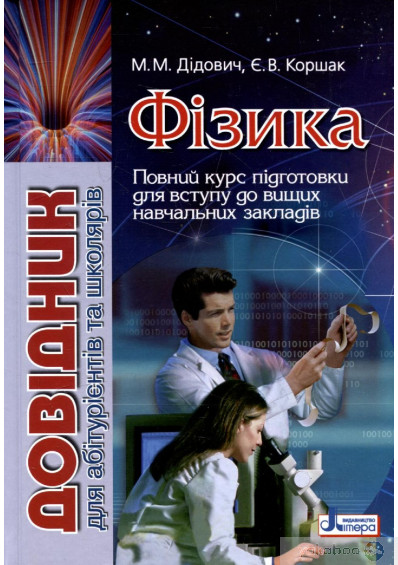 М. М. Дідович, Є. В. Коршак
Фізика
Повний курс підготовки
для вступу до вищих
навчальних закладів
ДОВІДНИК
для абітурієнтів та школярів
ВИДАВНИЦТВО
Літера